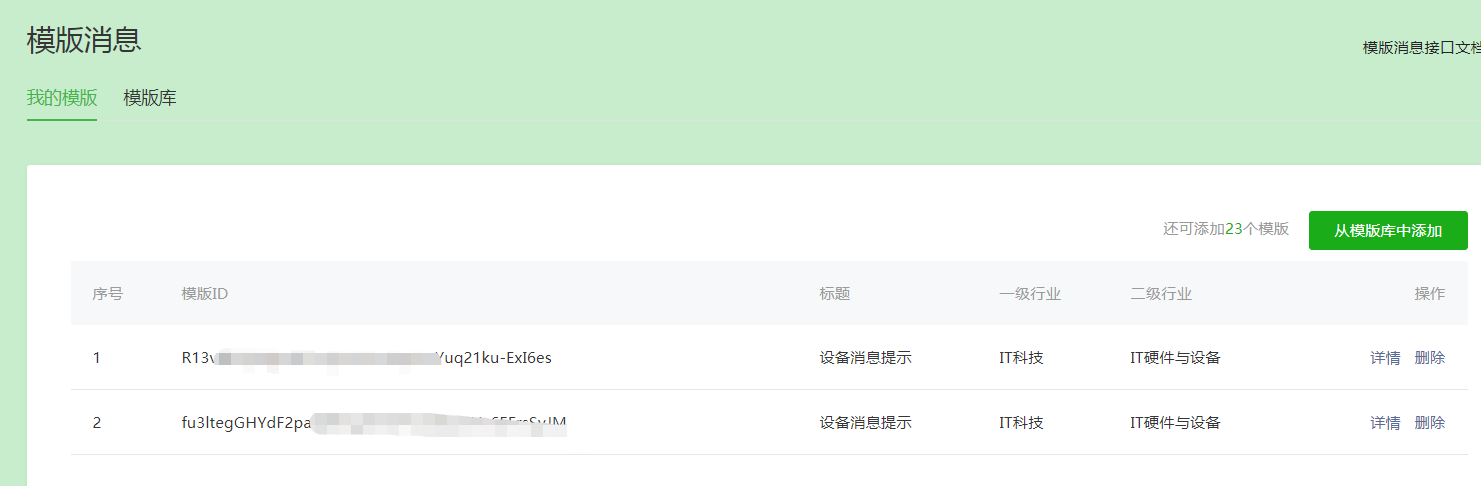 模版消息
模版消息接口文档
我的模版 模版库
还可添加23个模版 从模版库中添加
序号 模版ID 标题 一级行业 二级行业 操作
1 R13v Yuq21ku-ExI6es 设备消息提示 IT科技 IT硬件与设备 详情 删除
2 fu3ltegGHYdF2pa 设备消息提示 IT科技 IT硬件与设备 详情 删除